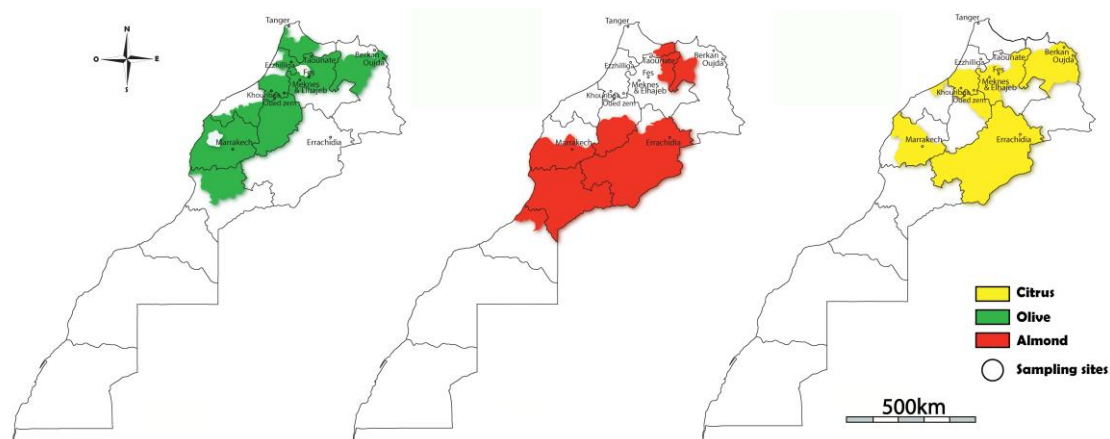 N
O E
S
Tanger
Ezzhiliga
Taounate
Fes
Meknes
& Elhajeb
Berkan
Oujda
Khouribga
Oued zem
Marrakech
Errachidia
Tanger
Ezzhiliga
Taounate
Fes
Meknes
& Elhajeb
Berkan
Oujda
Khouribga
Oued zem
Marrakech
Errachidia
Tanger
Ezzhiliga
Taounate
Fes
Meknes
& Elhajeb
Berkan
Oujda
Khouribga
Oued zem
Marrakech
Errachidia
Citrus
Olive
Almond
Sampling sites
500km